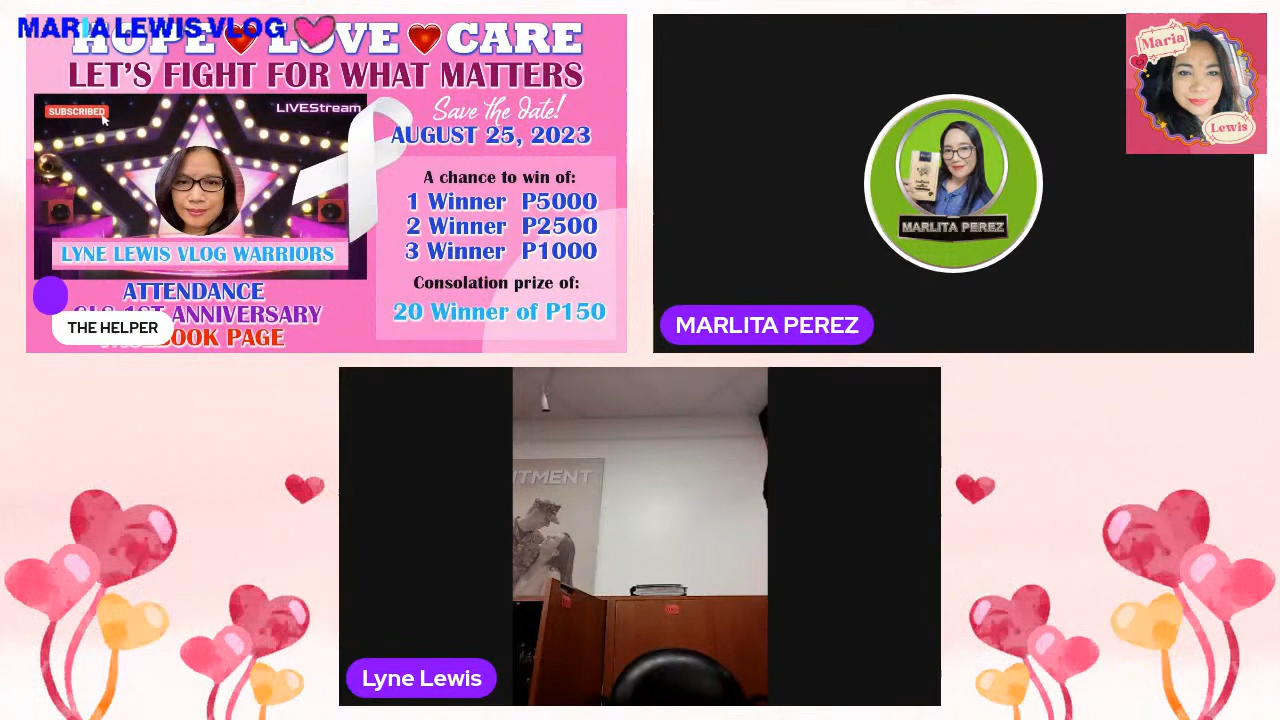 MARIA LEWIS VLOG
HOPE LOVE CARE
LET'S FIGHT FOR WHAT MATTERS
SUBSCRIBED
LIVEStream
Save the date!
AUGUST 25, 2023
A chance to win of:
1 Winner P5000
2 Winner P2500
3 Winner P1000
Consolation prize of:
20 Winner of P150
LYNE LEWIS VLOG WARRIORS
ATTENDANCE
1ST ANNIVERSARY
PAGE
THE HELPER
MARLITA PEREZ
MARLITA PEREZ
Maria
Lewis
Lyne Lewis